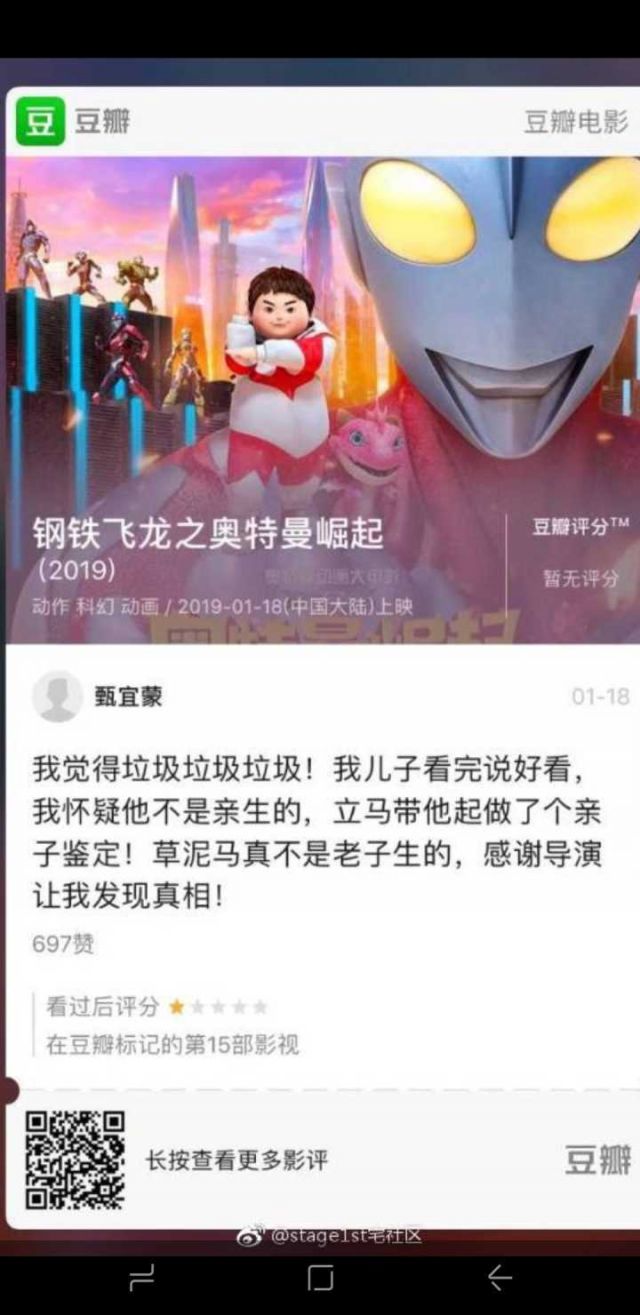 豆 豆瓣
豆瓣电影
钢铁飞龙之奥特曼崛起
（2019）
动作 科幻 动画 / 2019-01-18(中国大陆)上映
豆瓣评分™
暂无评分
奥特曼崛起
甄宜蒙
01-18
我觉得垃圾垃圾垃圾！我儿子看完说好看，
我怀疑他不是亲生的，立马带他起做了个亲
子鉴定！草泥马真不是老子生的，感谢导演
让我发现真相！
697赞
看过后评分
在豆瓣标记的第15部影视
长按查看更多影评
豆瓣
@stage1st宅社区